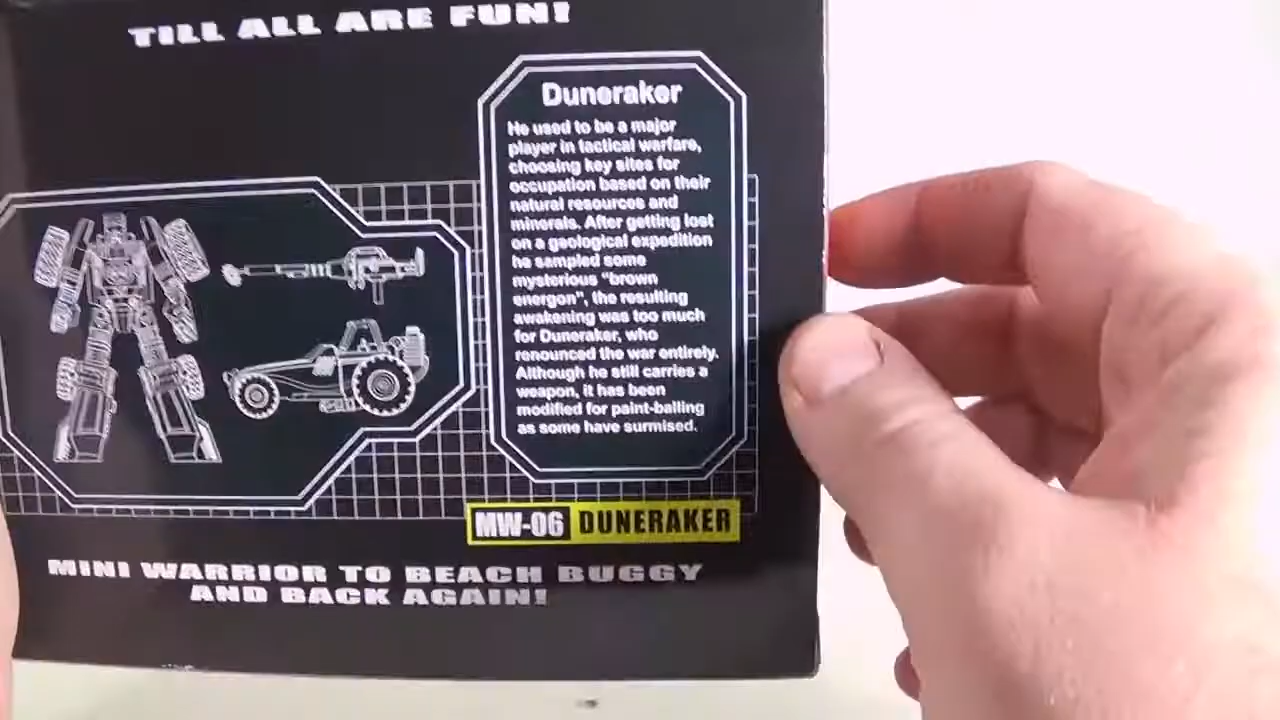 TILL ALL ARE FUN!
Duneraker
He used to be a major
player in tactical warfare,
choosing key sites for
occupation based on their
natural resources and
minerals. After getting lost
on a geological expedition
he sampled some
mysterious "brown
energon", the resulting
awakening was too much
for Duneraker, who
renounced the war entirely.
Although he still carries a
weapon, it has been
modified for paint-balling
as some have surmised.
MW-06 DUNERAKER
MINI WARRIOR TO BEACH BUGGY
AND BACK AGAIN!